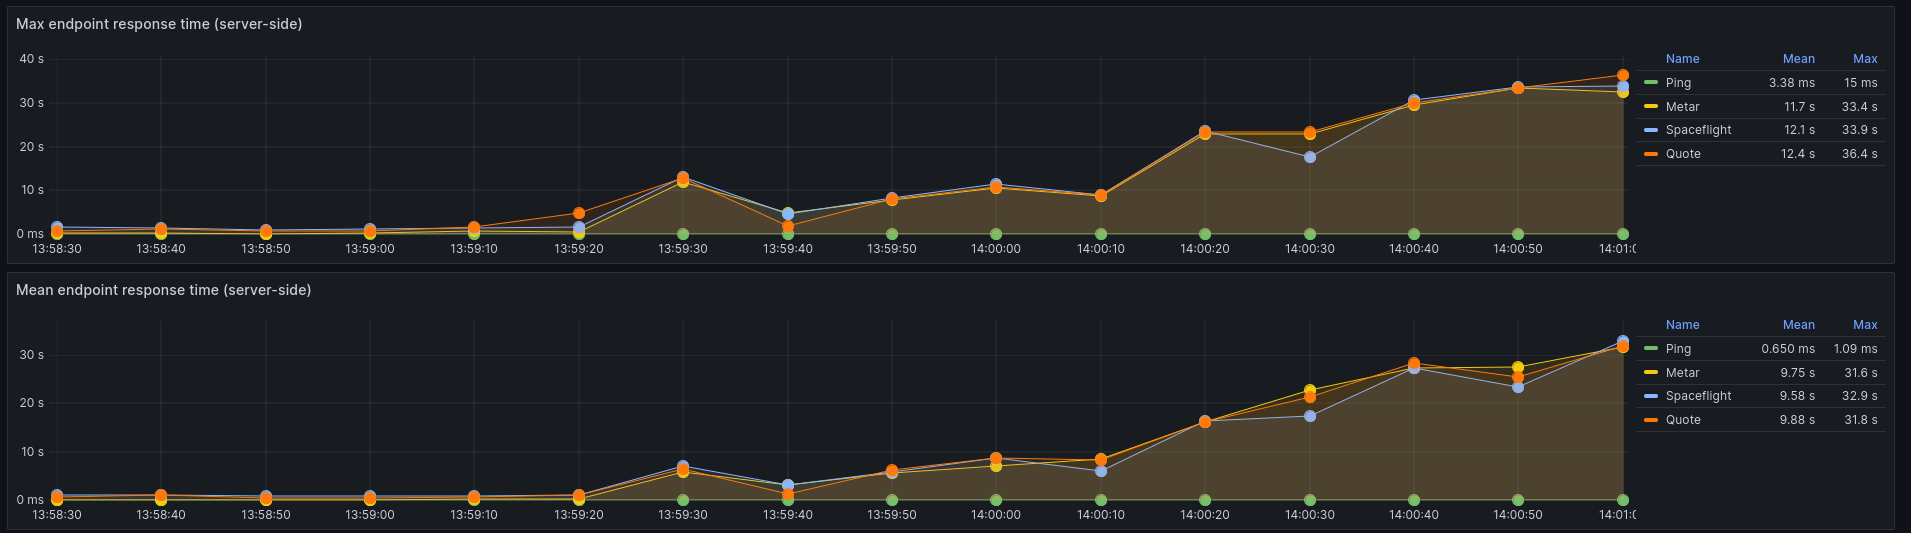 Max endpoint response time (server-side)
40 s
30 s
20 s
10 s
0 ms
13:58:30 13:58:40 13:58:50 13:59:00 13:59:10 13:59:20 13:59:30 13:59:40 13:59:50 14:00:00 14:00:10 14:00:20 14:00:30 14:00:40 14:00:50 14:01:0
Name Mean Max
Ping 3.38 ms 15 ms
Metar 11.7 s 33.4 s
Spaceflight 12.1 s 33.9 s
Quote 12.4 s 36.4 s
Mean endpoint response time (server-side)
30 s
20 s
10 s
0 ms
13:58:30 13:58:40 13:58:50 13:59:00 13:59:10 13:59:20 13:59:30 13:59:40 13:59:50 14:00:00 14:00:10 14:00:20 14:00:30 14:00:40 14:00:50 14:01:0
Name Mean Max
Ping 0.650 ms 1.09 ms
Metar 9.75 s 31.6 s
Spaceflight 9.58 s 32.9 s
Quote 9.88 s 31.8 s